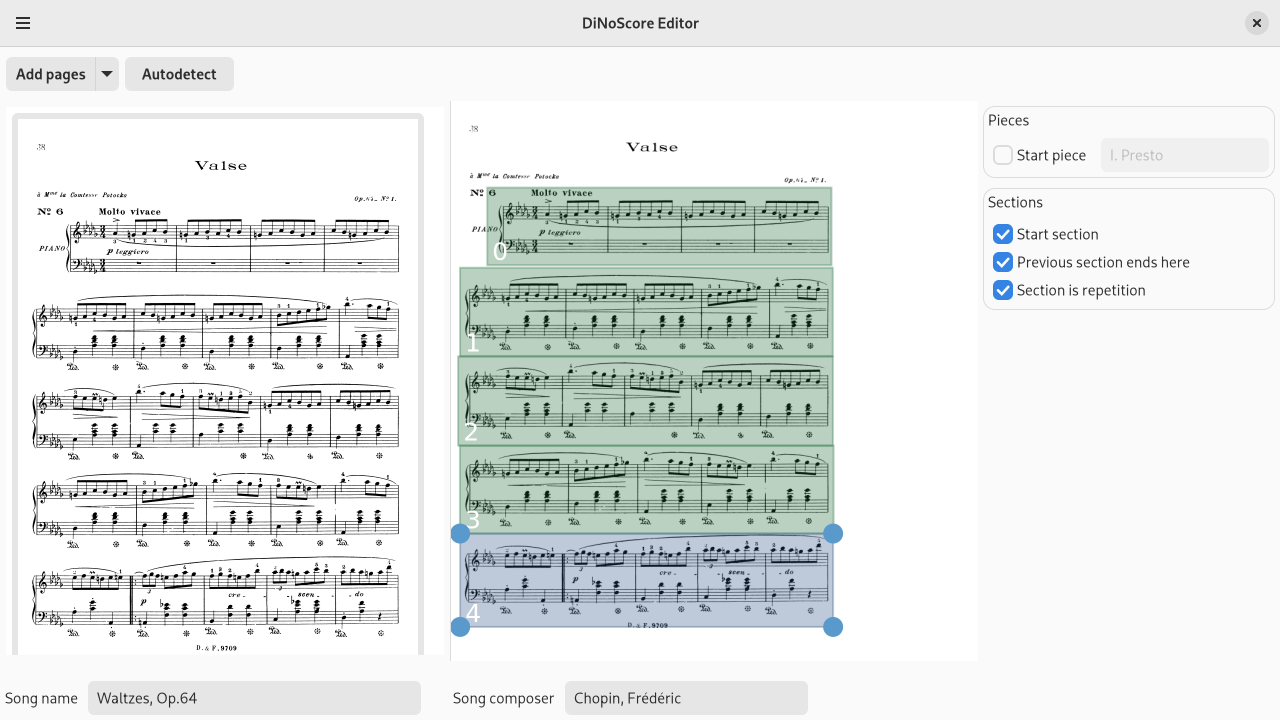 DiNoScore Editor
Add pages
Autodetect
38
Valse
à Mme la Comtesse Potocka
Op.64_ No 1.
No 6
Molto vivace
PIANO
p leggiero
p
cre - scen - do
D. & F. 9709
38
Valse
à Mme la Comtesse Potocka
Op.64_ No 1.
No 6
Molto vivace
PIANO
p leggiero
0
1
2
3
p
cre - scen - do
4
D. & F. 9709
Pieces
Start piece
I. Presto
Sections
Start section
Previous section ends here
Section is repetition
Song name
Waltzes, Op.64
Song composer
Chopin, Frédéric